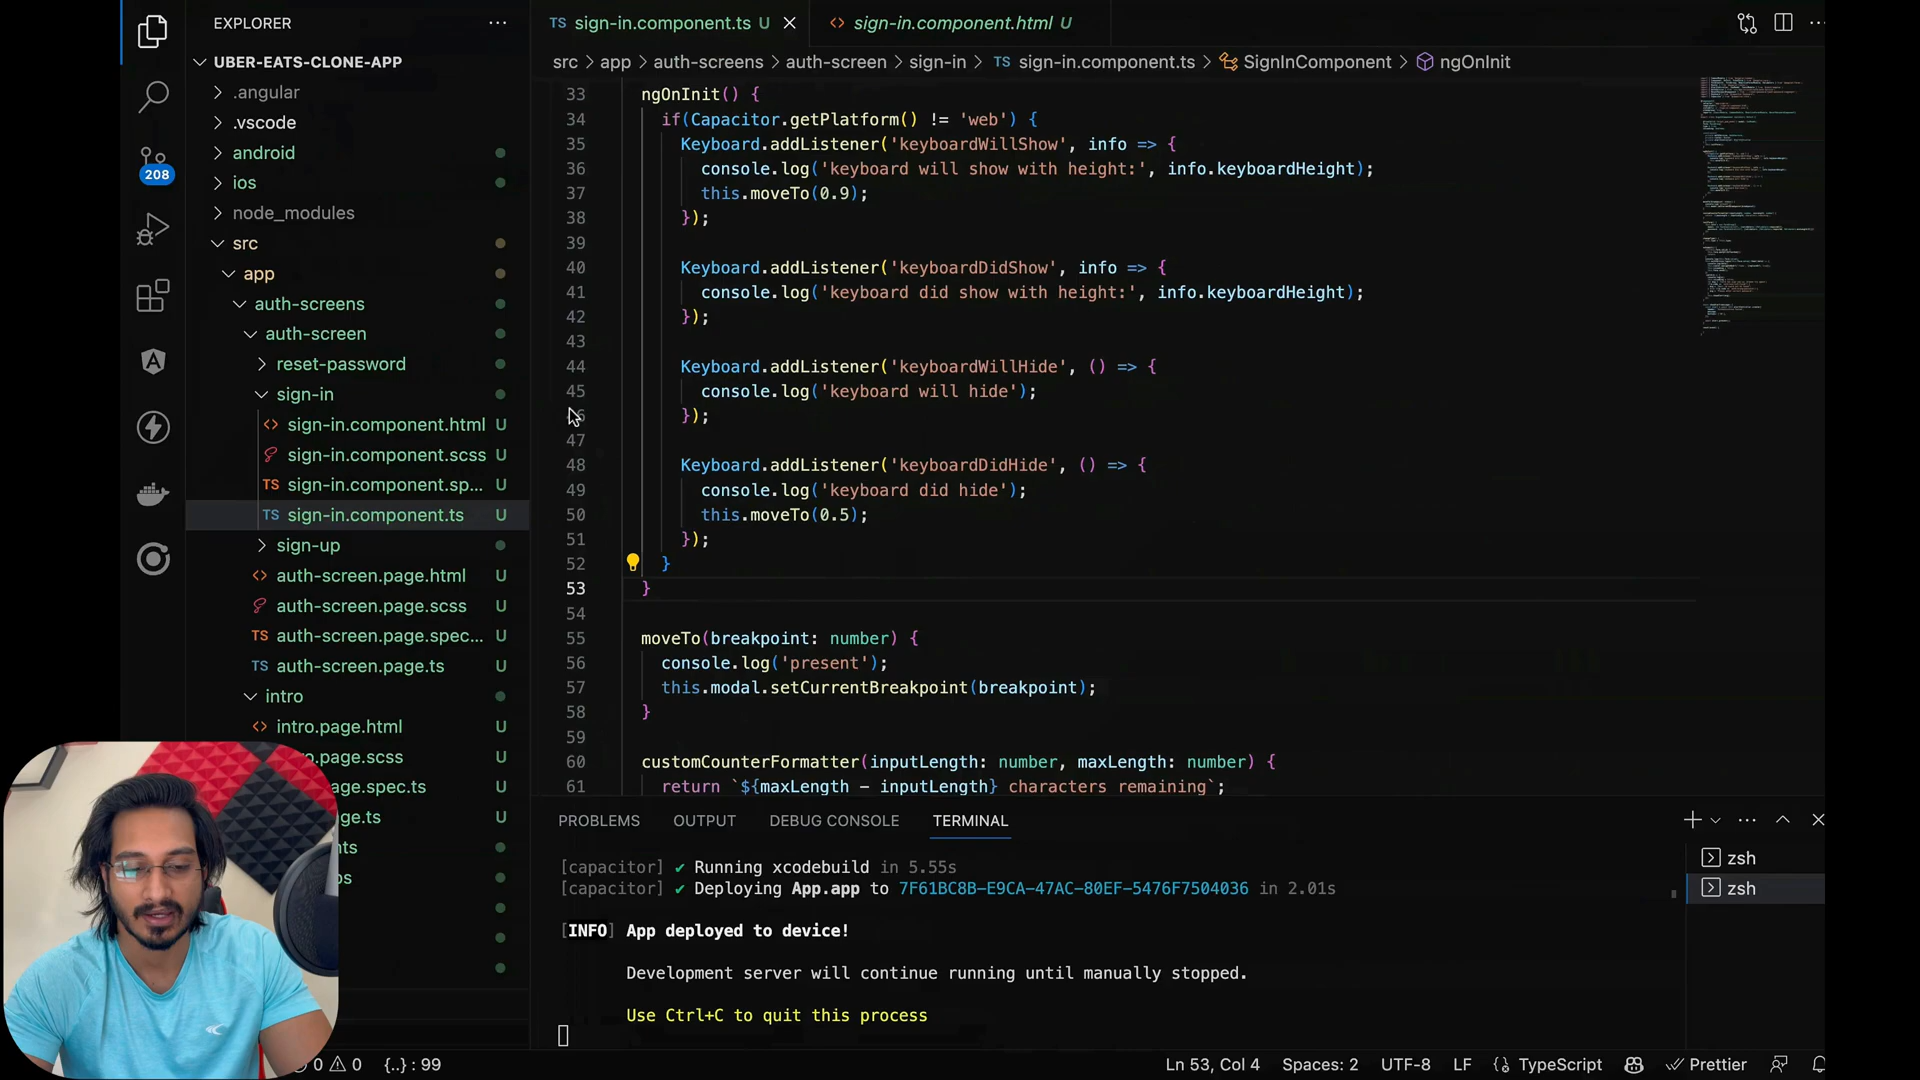 EXPLORER
UBER-EATS-CLONE-APP
.angular
.vscode
android
ios
node_modules
src
app
auth-screens
auth-screen
reset-password
sign-in
sign-in.component.html U
sign-in.component.scss U
sign-in.component.sp... U
TS sign-in.component.ts U
sign-up
auth-screen.page.html U
auth-screen.page.scss U
TS auth-screen.page.spec... U
TS auth-screen.page.ts U
intro
intro.page.html U
o.page.scss U
age.spec.ts U
ge.ts U
nts
os
208
TS sign-in.component.ts U
sign-in.component.html U
src > app > auth-screens > auth-screen > sign-in > TS sign-in.component.ts > SignInComponent > ngOnInit
33 ngOnInit() {
34 if(Capacitor.getPlatform() != 'web') {
35 Keyboard.addListener('keyboardWillShow', info => {
36 console.log('keyboard will show with height:', info.keyboardHeight);
37 this.moveTo(0.9);
38 });
39
40 Keyboard.addListener('keyboardDidShow', info => {
41 console.log('keyboard did show with height:', info.keyboardHeight);
42 });
43
44 Keyboard.addListener('keyboardWillHide', () => {
45 console.log('keyboard will hide');
46 });
47
48 Keyboard.addListener('keyboardDidHide', () => {
49 console.log('keyboard did hide');
50 this.moveTo(0.5);
51 });
52 }
53 }
54
55 moveTo(breakpoint: number) {
56 console.log('present');
57 this.modal.setCurrentBreakpoint(breakpoint);
58 }
59
60 customCounterFormatter(inputLength: number, maxLength: number) {
61 return `${maxLength - inputLength} characters remaining`;
PROBLEMS OUTPUT DEBUG CONSOLE TERMINAL
[capacitor] ✔ Running xcodebuild in 5.55s
[capacitor] ✔ Deploying App.app to 7F61BC8B-E9CA-47AC-80EF-5476F7504036 in 2.01s
[INFO] App deployed to device!
Development server will continue running until manually stopped.
Use Ctrl+C to quit this process
zsh
zsh
0 0 {..} : 99
Ln 53, Col 4 Spaces: 2 UTF-8 LF TypeScript Prettier